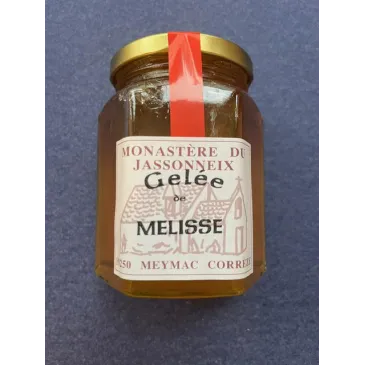 MONASTÈRE DU
JASSONNEIX
Gelée
de
MELISSE
MEYMAC